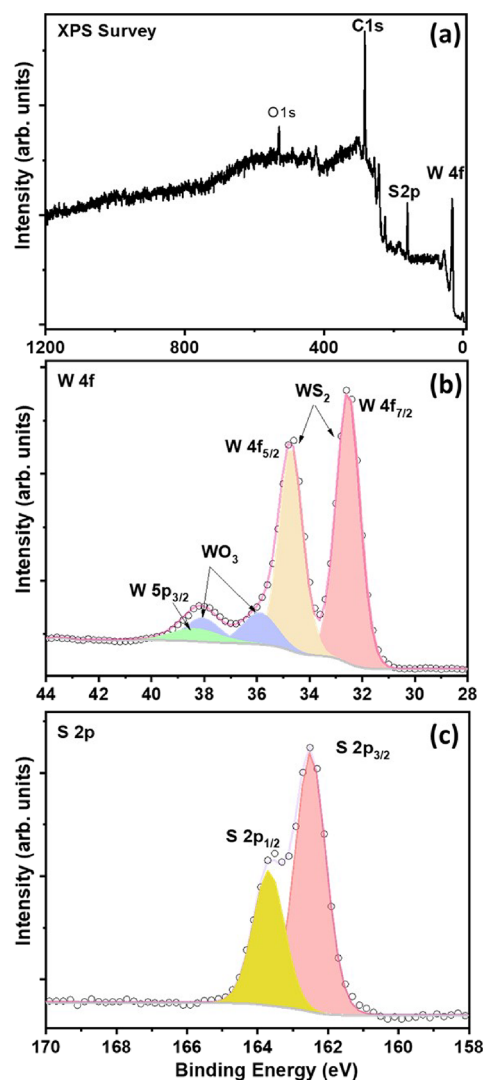 XPS Survey
(a)
C1s
O1s
S2p
W 4f
Intensity (arb. units)
1200 800 400 0
W 4f
(b)
WS2
W 4f7/2
W 4f5/2
WO3
W 5p3/2
Intensity (arb. units)
44 42 40 38 36 34 32 30 28
S 2p
(c)
S 2p3/2
S 2p1/2
Intensity (arb. units)
170 168 166 164 162 160 158
Binding Energy (eV)